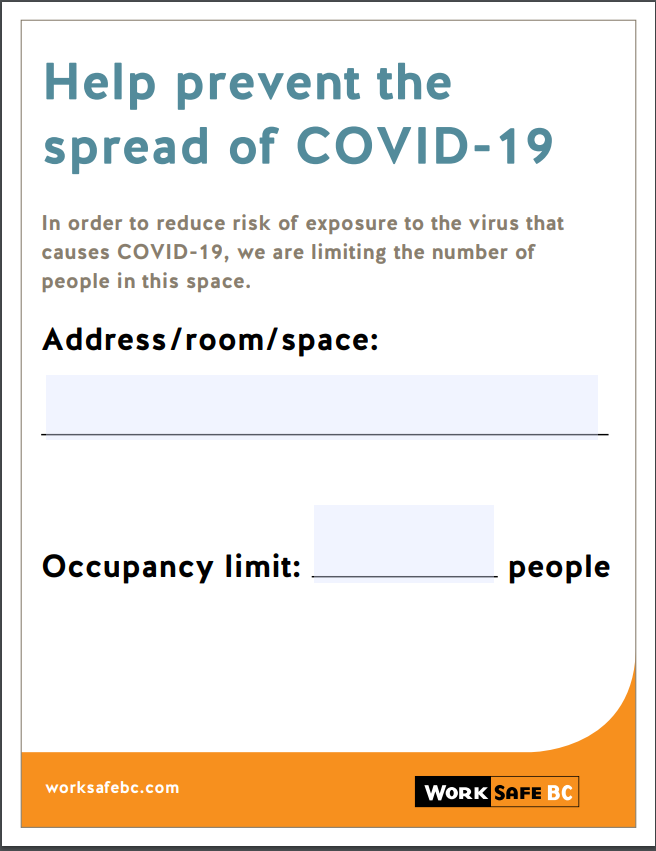 Help prevent the
spread of COVID-19
In order to reduce risk of exposure to the virus that
causes COVID-19, we are limiting the number of
people in this space.
Address/room/space:
Occupancy limit: people
worksafebc.com
WORK SAFE BC